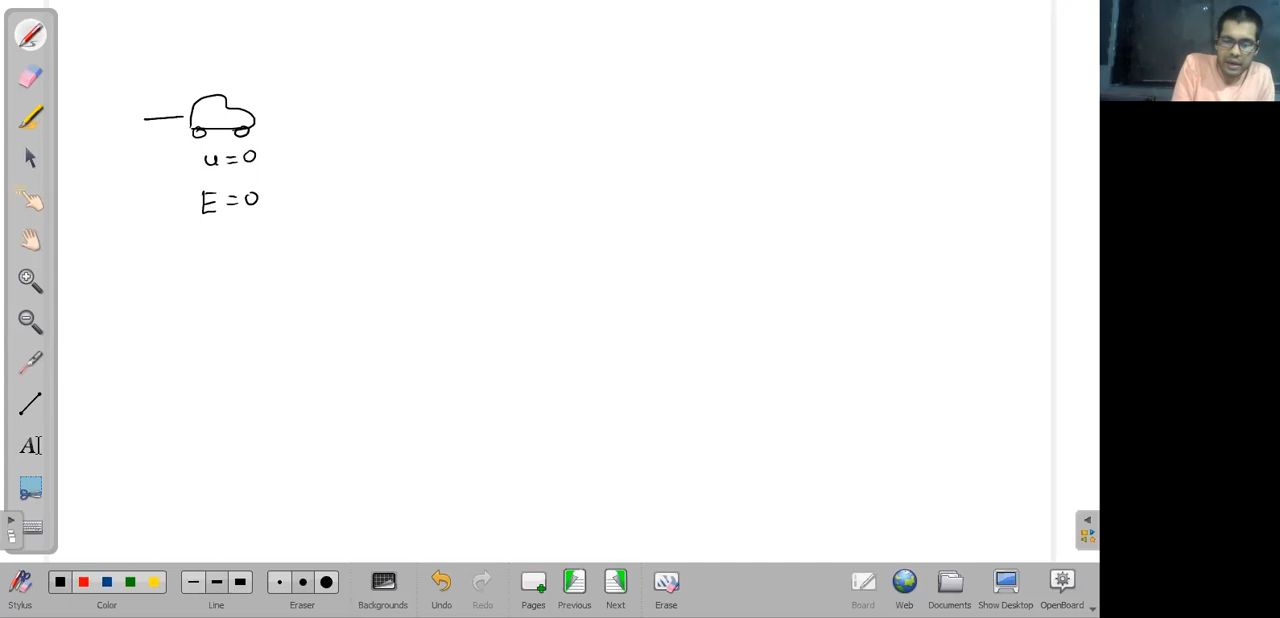 u = 0
E = 0
A
Stylus
Color
Line
Eraser
Backgrounds
Undo
Redo
Pages
Previous
Next
Erase
Board
Web
Documents
Show Desktop
OpenBoard